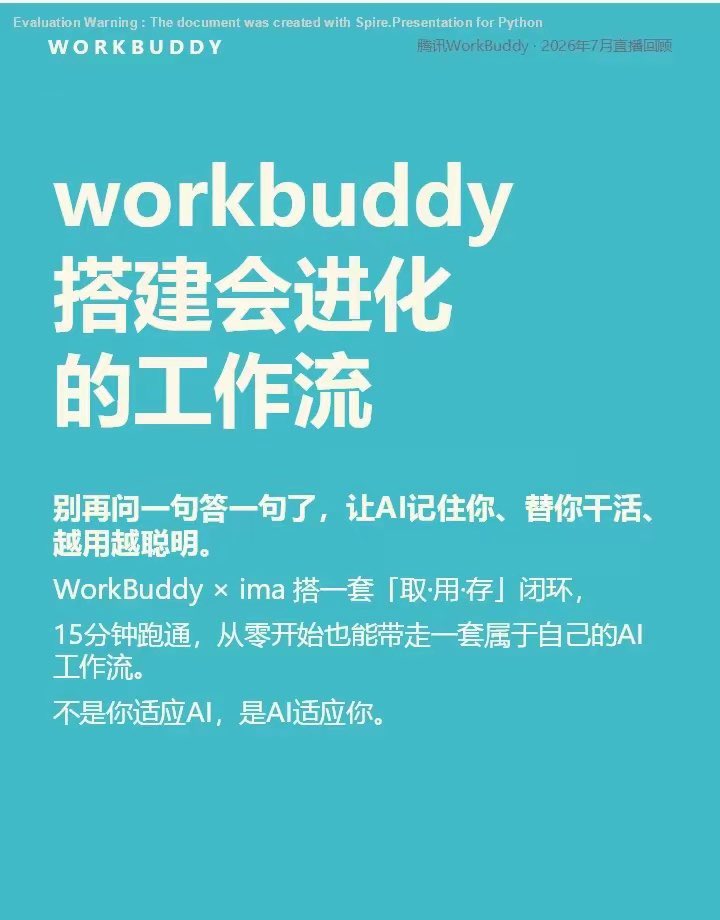 Evaluation Warning : The document was created with Spire.Presentation for Python
WORKBUDDY
腾讯WorkBuddy · 2026年7月直播回顾
workbuddy
搭建会进化
的工作流
别再问一句答一句了，让AI记住你、替你干活、
越用越聪明。
WorkBuddy × ima 搭一套「取·用·存」闭环，
15分钟跑通，从零开始也能带走一套属于自己的AI
工作流。
不是你适应AI，是AI适应你。